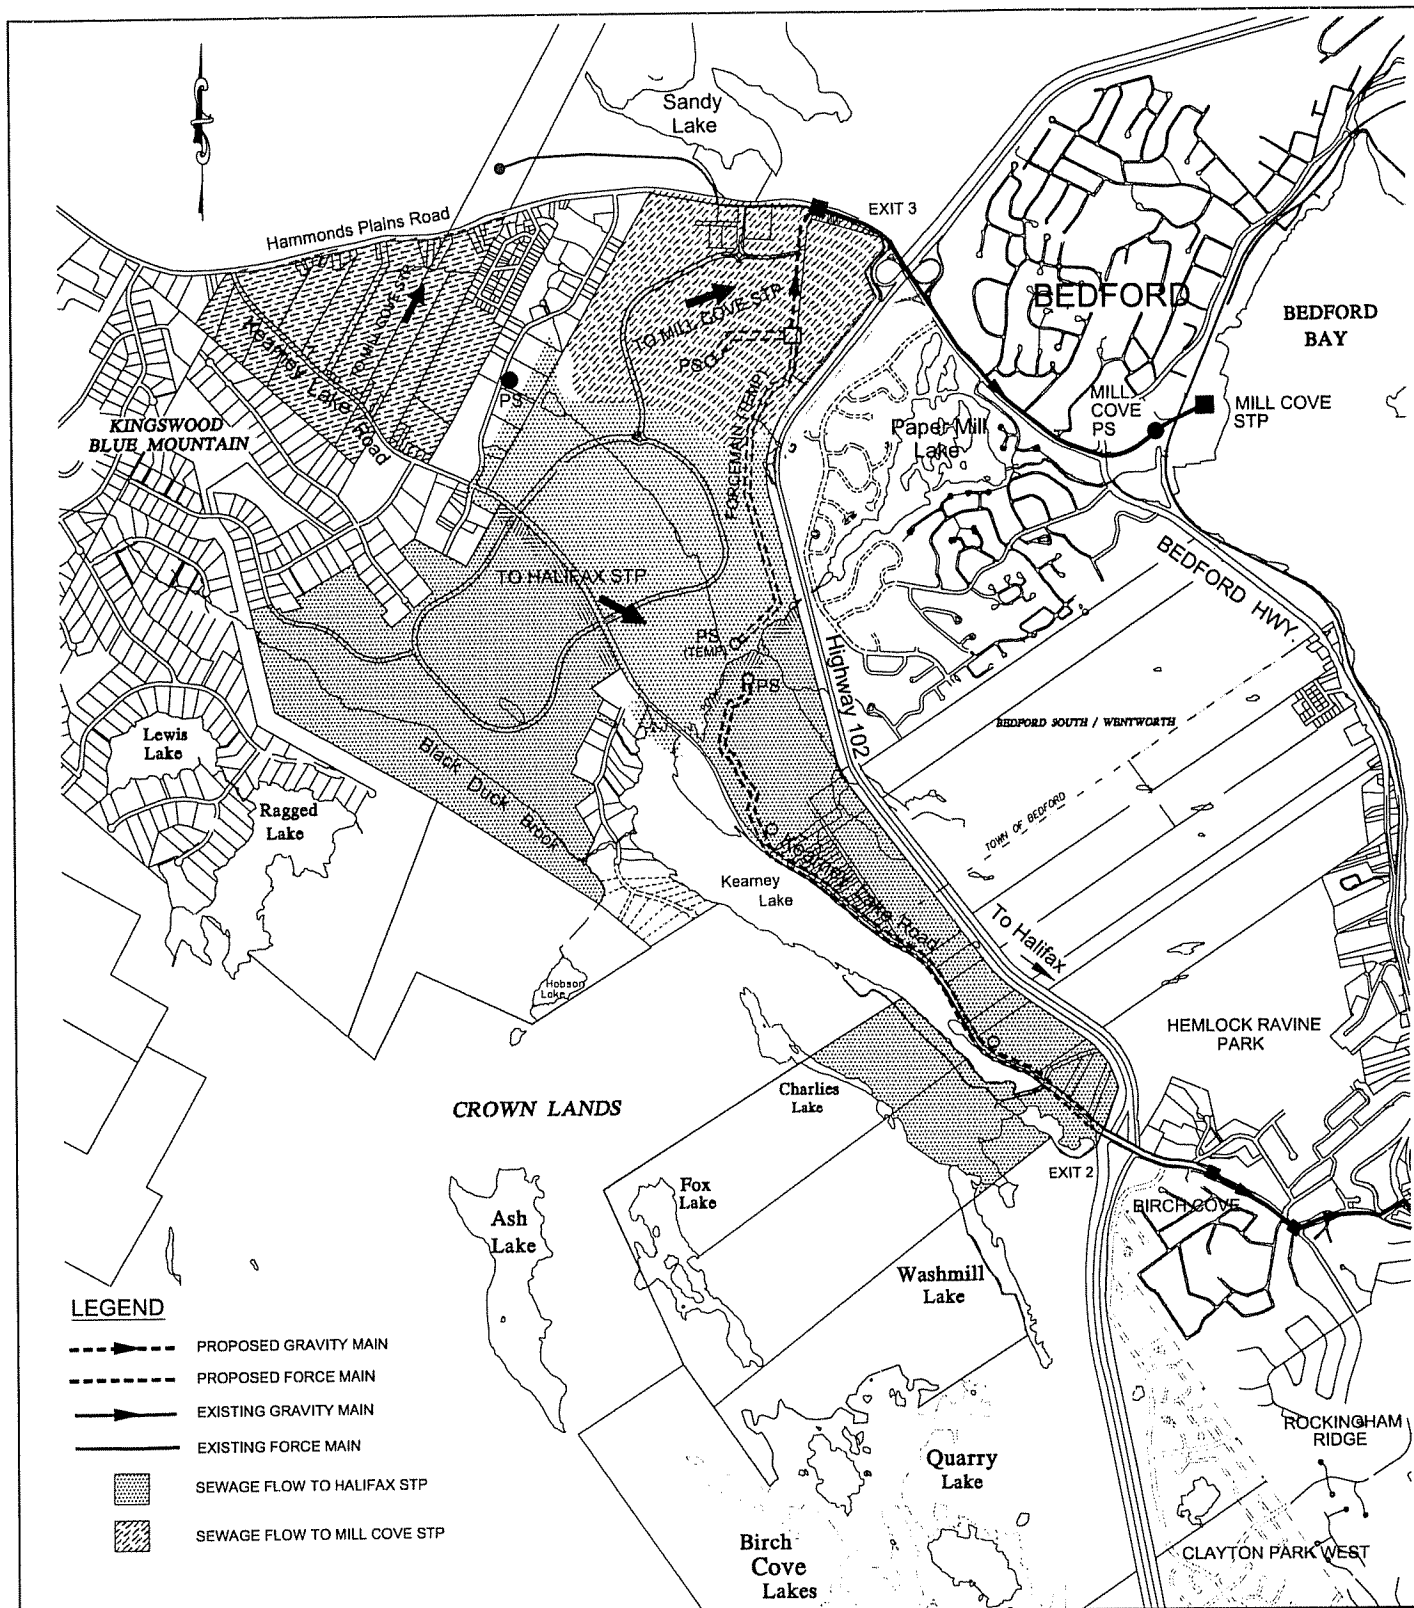 Sandy
Lake
EXIT 3
Hammonds Plains Road
BEDFORD
BEDFORD
BAY
TO MILL COVE STP
TO MILL COVE STP
Kearney Lake Road
PS
PS
MILL
COVE
PS
MILL COVE
STP
KINGSWOOD
BLUE MOUNTAIN
Paper Mill
Lake
FORCEMAIN (TEMP)
BEDFORD HWY.
TO HALIFAX STP
PS
(TEMP)
PS
Highway 102
BEDFORD SOUTH / WENTWORTH
Lewis
Lake
Ragged
Lake
Black Duck Brook
TOWN OF BEDFORD
Kearney Lake Road
Kearney
Lake
To Halifax
Hobson
Lake
HEMLOCK RAVINE
PARK
Charlies
Lake
CROWN LANDS
EXIT 2
Fox
Lake
Ash
Lake
BIRCH COVE
Washmill
Lake
LEGEND
PROPOSED GRAVITY MAIN
PROPOSED FORCE MAIN
EXISTING GRAVITY MAIN
EXISTING FORCE MAIN
SEWAGE FLOW TO HALIFAX STP
SEWAGE FLOW TO MILL COVE STP
ROCKINGHAM
RIDGE
Quarry
Lake
Birch
Cove
Lakes
CLAYTON PARK WEST